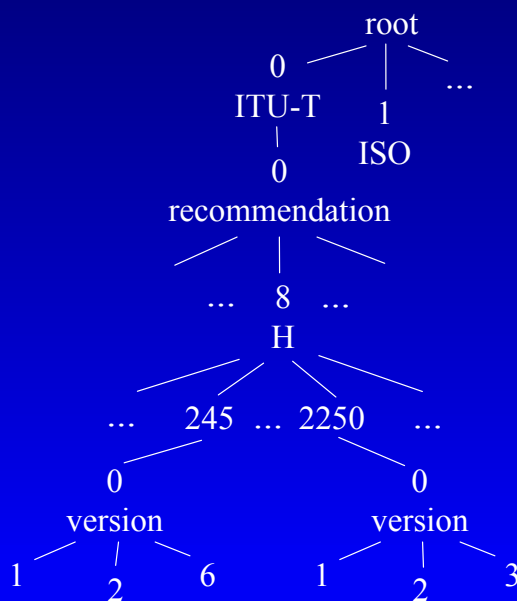 root
0
ITU-T
1
ISO
...
0
recommendation
... 8 ...
H
... 245 ... 2250 ...
0 0
version version
1 2 6 1 2 3